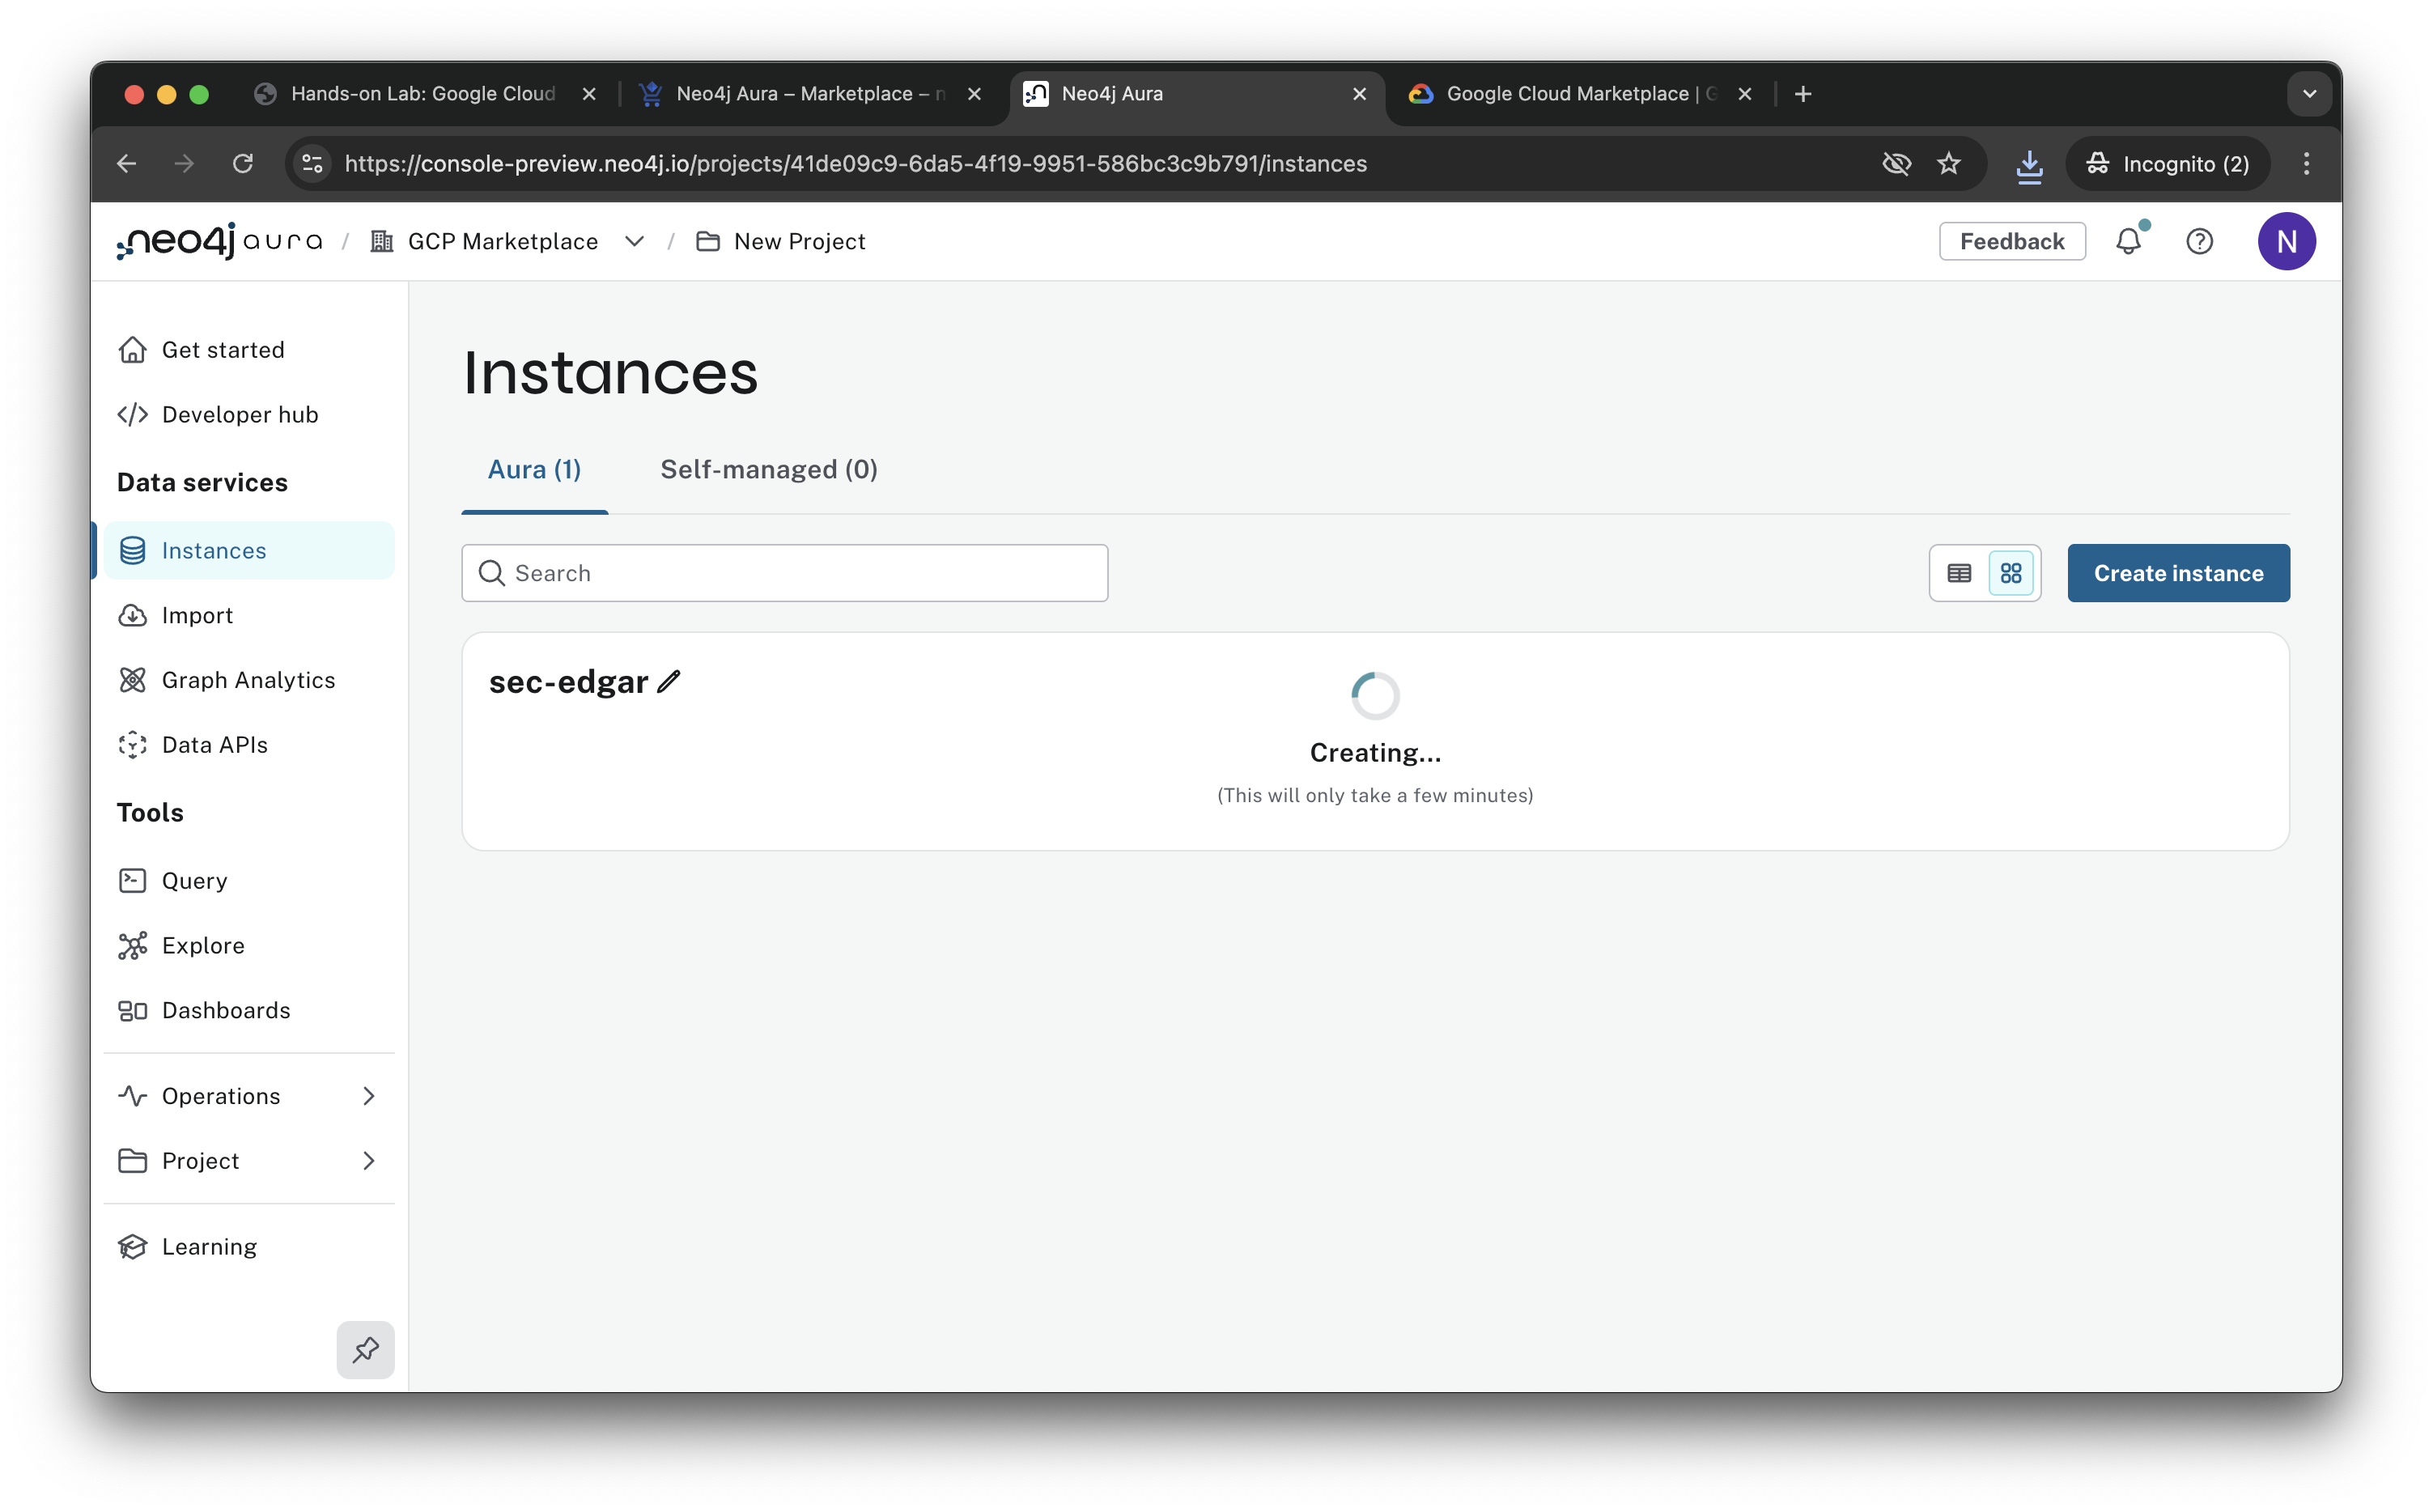 Hands-on Lab: Google Cloud
Neo4j Aura – Marketplace –
Neo4j Aura
Google Cloud Marketplace |
https://console-preview.neo4j.io/projects/41de09c9-6da5-4f19-9951-586bc3c9b791/instances
Incognito (2)
neo4j aura / GCP Marketplace / New Project
Feedback
N
Get started
Developer hub
Data services
Instances
Import
Graph Analytics
Data APIs
Tools
Query
Explore
Dashboards
Operations
Project
Learning
Instances
Aura (1)
Self-managed (0)
Search
Create instance
sec-edgar
Creating...
(This will only take a few minutes)